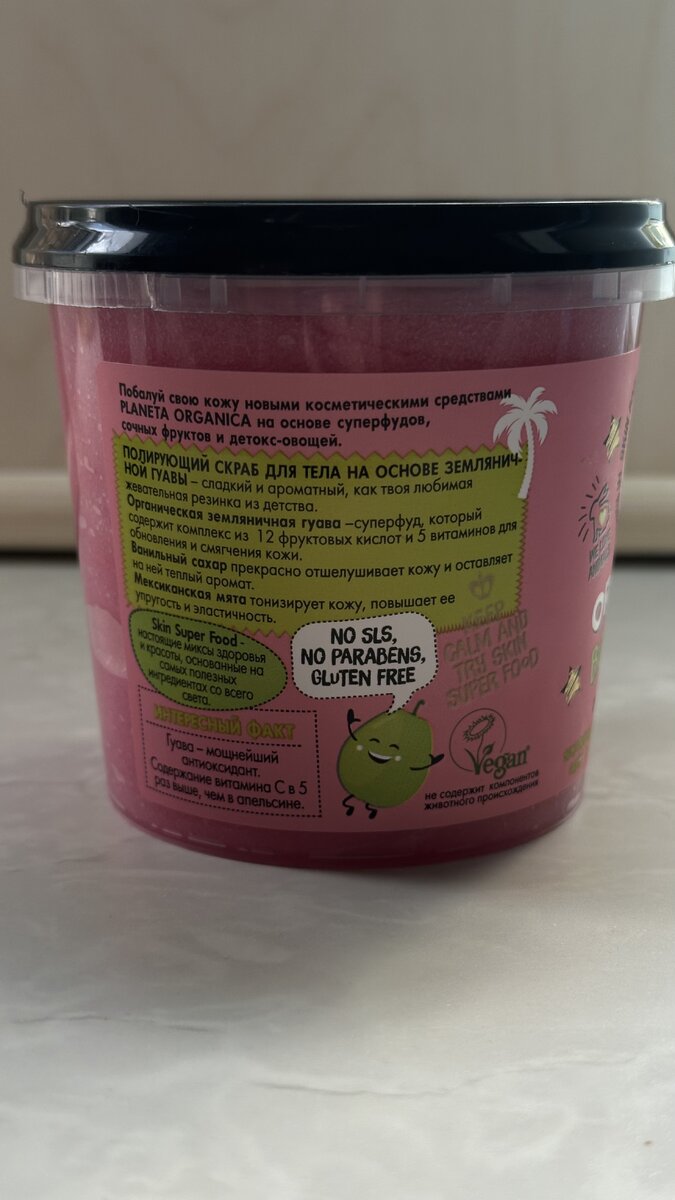 Побалуй свою кожу новыми косметическими средствами
PLANETA ORGANICA на основе суперфудов,
сочных фруктов и детокс-овощей.
ПОЛИРУЮЩИЙ СКРАБ ДЛЯ ТЕЛА НА ОСНОВЕ ЗЕМЛЯНИЧ-
НОЙ ГУАВЫ – сладкий и ароматный, как твоя любимая
жевательная резинка из детства.
Органическая земляничная гуава –суперфуд, который
содержит комплекс из 12 фруктовых кислот и 5 витаминов для
обновления и смягчения кожи.
Ванильный сахар прекрасно отшелушивает кожу и оставляет
на ней теплый аромат.
Мексиканская мята тонизирует кожу, повышает ее
упругость и эластичность.
Skin Super Food -
настоящие миксы здоровья
и красоты, основанные на
самых полезных
ингредиентах со всего
света.
NO SLS,
NO PARABENS,
GLUTEN FREE
KEEP
CALM AND
TRY SKIN
SUPER FOOD
ИНТЕРЕСНЫЙ ФАКТ
Гуава – мощнейший
антиоксидант.
Содержание витамина С в 5
раз выше, чем в апельсине.
Vegan
не содержит компонентов
животного происхождения